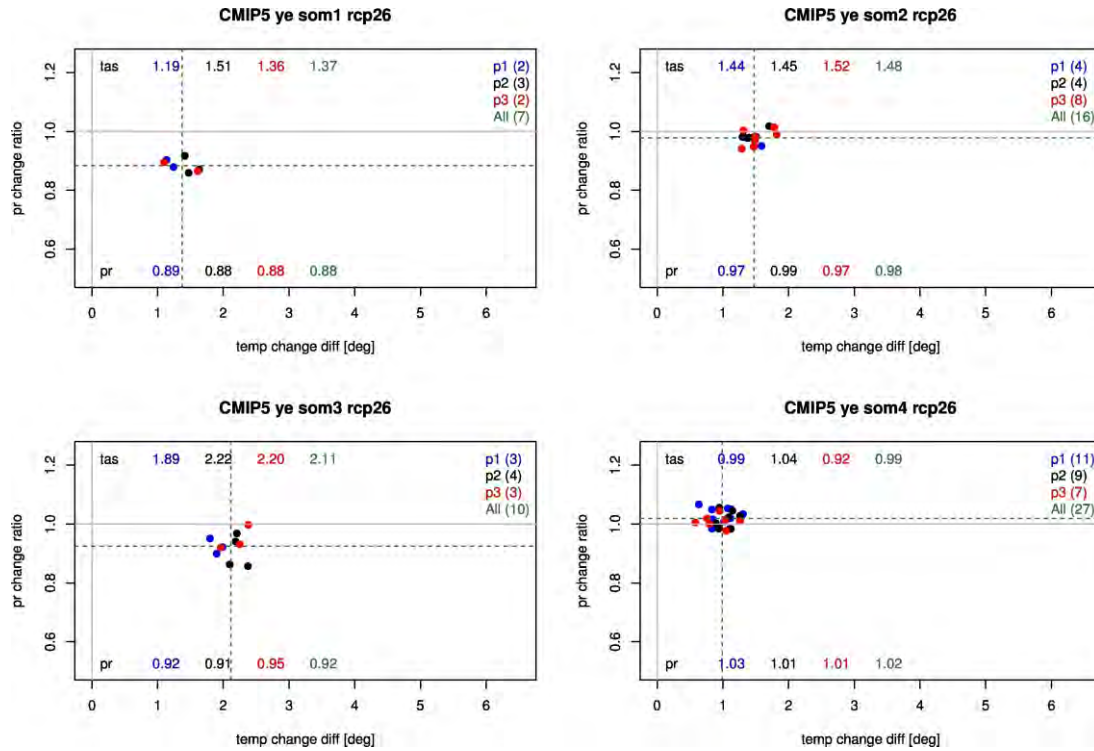 CMIP5 ye som1 rcp26
tas 1.19 1.51 1.36 1.37
p1 (2)
p2 (3)
p3 (2)
All (7)
pr change ratio
1.2
1.0
0.8
0.6
pr 0.89 0.88 0.88 0.88
0 1 2 3 4 5 6
temp change diff [deg]
CMIP5 ye som2 rcp26
tas 1.44 1.45 1.52 1.48
p1 (4)
p2 (4)
p3 (8)
All (16)
pr change ratio
1.2
1.0
0.8
0.6
pr 0.97 0.99 0.97 0.98
0 1 2 3 4 5 6
temp change diff [deg]
CMIP5 ye som3 rcp26
tas 1.89 2.22 2.20 2.11
p1 (3)
p2 (4)
p3 (3)
All (10)
pr change ratio
1.2
1.0
0.8
0.6
pr 0.92 0.91 0.95 0.92
0 1 2 3 4 5 6
temp change diff [deg]
CMIP5 ye som4 rcp26
tas 0.99 1.04 0.92 0.99
p1 (11)
p2 (9)
p3 (7)
All (27)
pr change ratio
1.2
1.0
0.8
0.6
pr 1.03 1.01 1.01 1.02
0 1 2 3 4 5 6
temp change diff [deg]